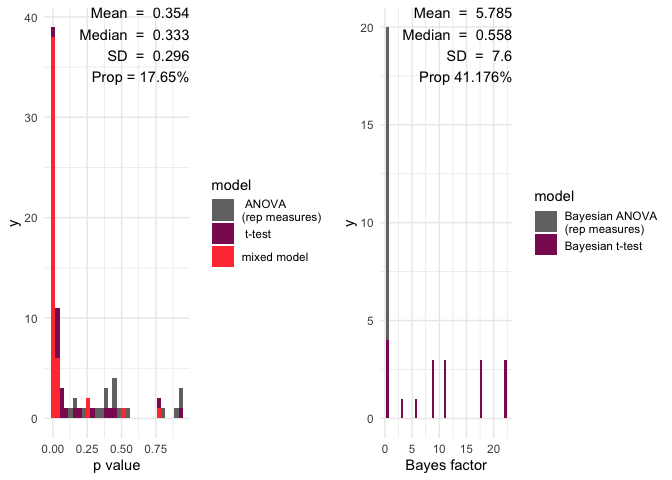 Mean = 0.354
Median = 0.333
SD = 0.296
Prop = 17.65%
40
30
20
10
0
y
0.00 0.25 0.50 0.75
p value
model
ANOVA
(rep measures)
t-test
mixed model
Mean = 5.785
Median = 0.558
SD = 7.6
Prop 41.176%
20
15
10
5
0
y
0 5 10 15 20
Bayes factor
model
Bayesian ANOVA
(rep measures)
Bayesian t-test